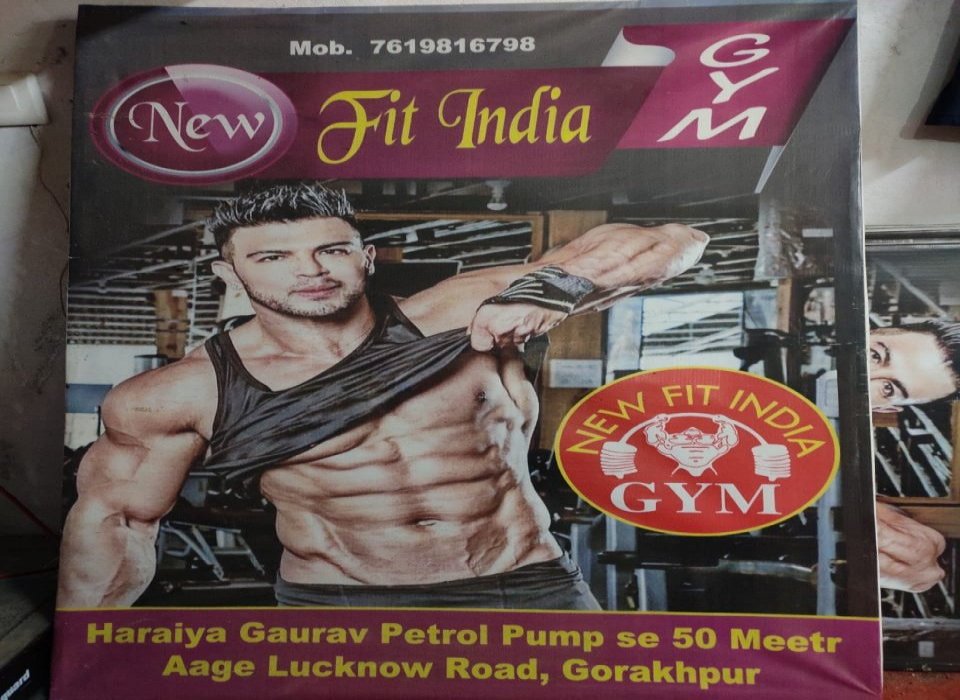 Mob. 7619816798
New Fit India
GYM
NEW FIT INDIA
GYM
Haraiya Gaurav Petrol Pump se 50 Meetr
Aage Lucknow Road, Gorakhpur